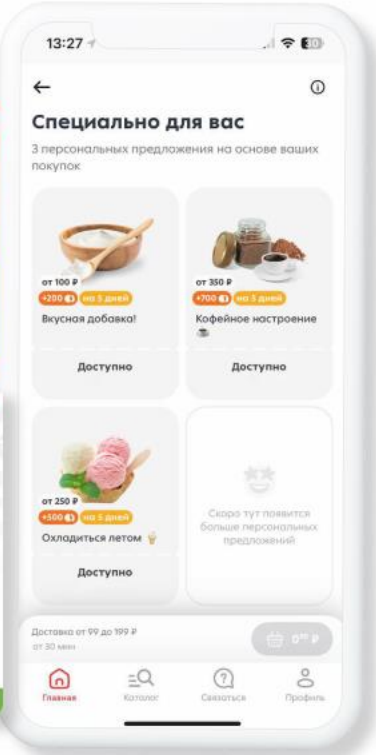 13:27
30
Специально для вас
3 персональных предложения на основе ваших
покупок
от 100 ₽
+200
на 5 дней
Вкусная добавка!
Доступно
от 350 ₽
+700
на 5 дней
Кофейное настроение
Доступно
от 250 ₽
+500
на 5 дней
Охладиться летом
Доступно
Скоро тут появится
больше персональных
предложений
Доставка от 99 до 199 ₽
от 30 мин
0⁰⁰ ₽
Главная
Каталог
Связаться
Профиль